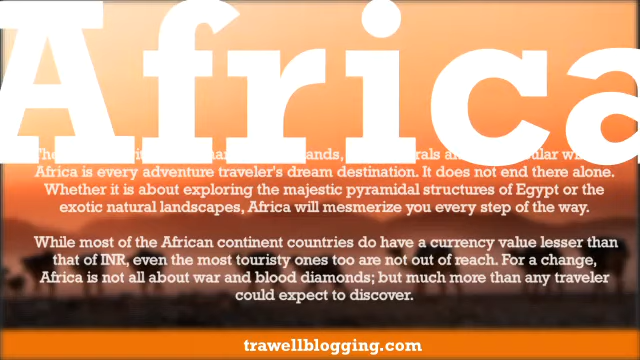 Africa
Africa is every adventure traveler's dream destination. It does not end there alone.
Whether it is about exploring the majestic pyramidal structures of Egypt or the
exotic natural landscapes, Africa will mesmerize you every step of the way.
While most of the African continent countries do have a currency value lesser than
that of INR, even the most touristy ones too are not out of reach. For a change,
Africa is not all about war and blood diamonds; but much more than any traveler
could expect to discover.
trawellblogging.com